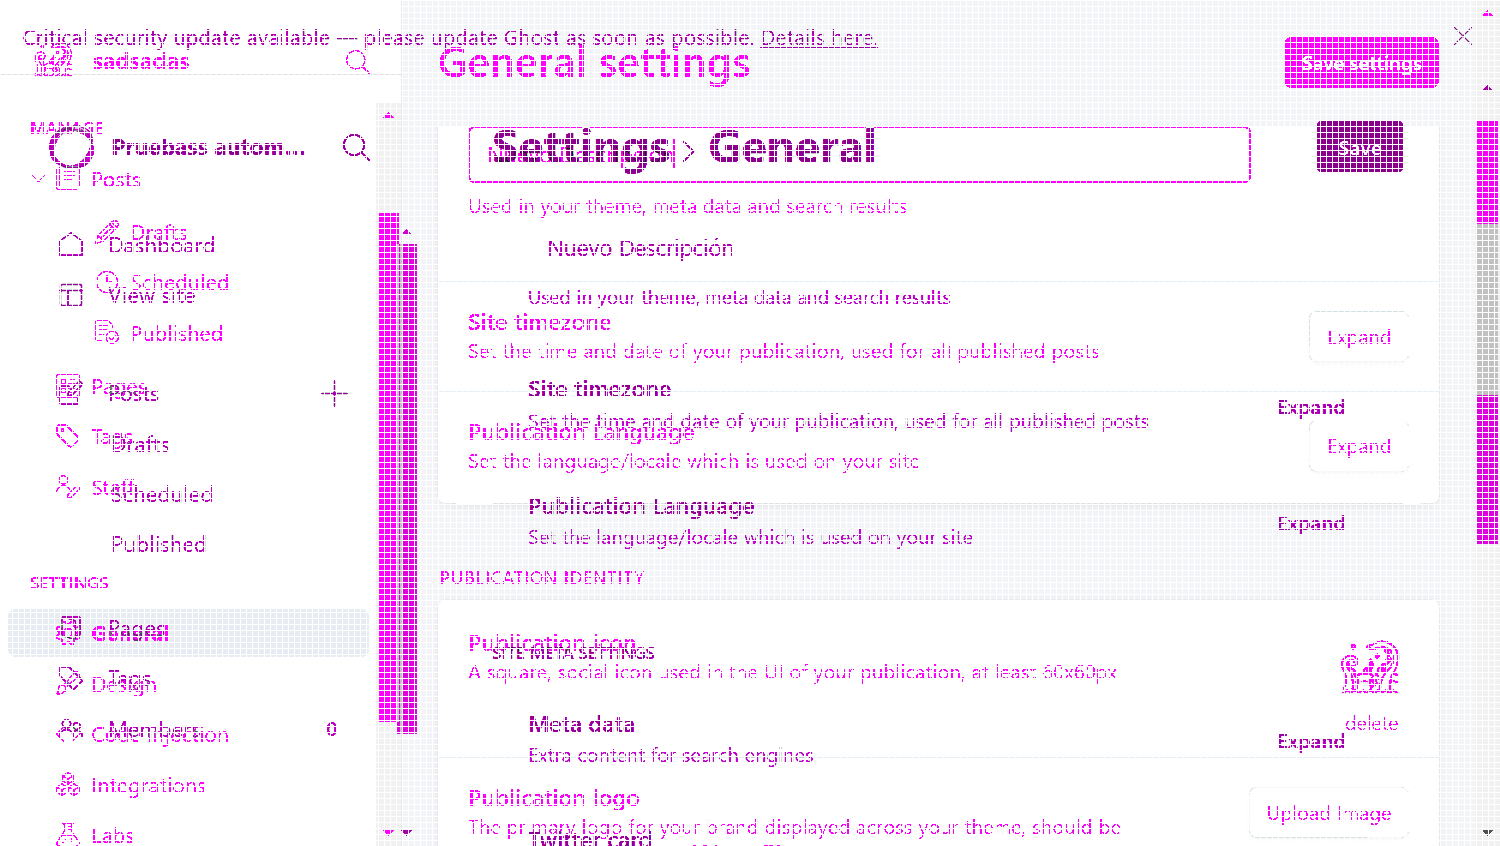 Critical security update available — please update Ghost as soon as possible. Details here.
sadsadas
General settings
Save settings
MANAGE
Pruebass autom...
Settings › General
Save
Posts
Used in your theme, meta data and search results
Drafts
Dashboard
Nuevo Descripción
Scheduled
View site
Used in your theme, meta data and search results
Site timezone
Published
Expand
Set the time and date of your publication, used for all published posts
Pages
Posts
Site timezone
Expand
Set the time and date of your publication, used for all published posts
Publication Language
Tags
Drafts
Expand
Set the language/locale which is used on your site
Staff
Scheduled
Publication Language
Expand
Set the language/locale which is used on your site
Published
SETTINGS
PUBLICATION IDENTITY
General
Pages
Publication icon
SITE META SETTINGS
A square, social icon used in the UI of your publication, at least 60x60px
Tags
Design
Meta data
delete
Members
0
Code injection
Expand
Extra content for search engines
Integrations
Publication logo
Upload Image
The primary logo for your brand displayed across your theme, should be
Labs
Twitter card